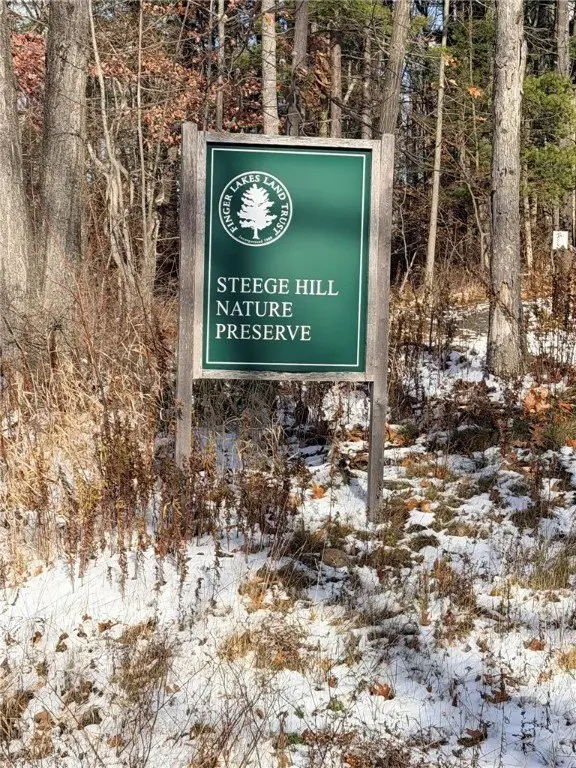 FINGER LAKES LAND TRUST
STEEGE HILL
NATURE
PRESERVE